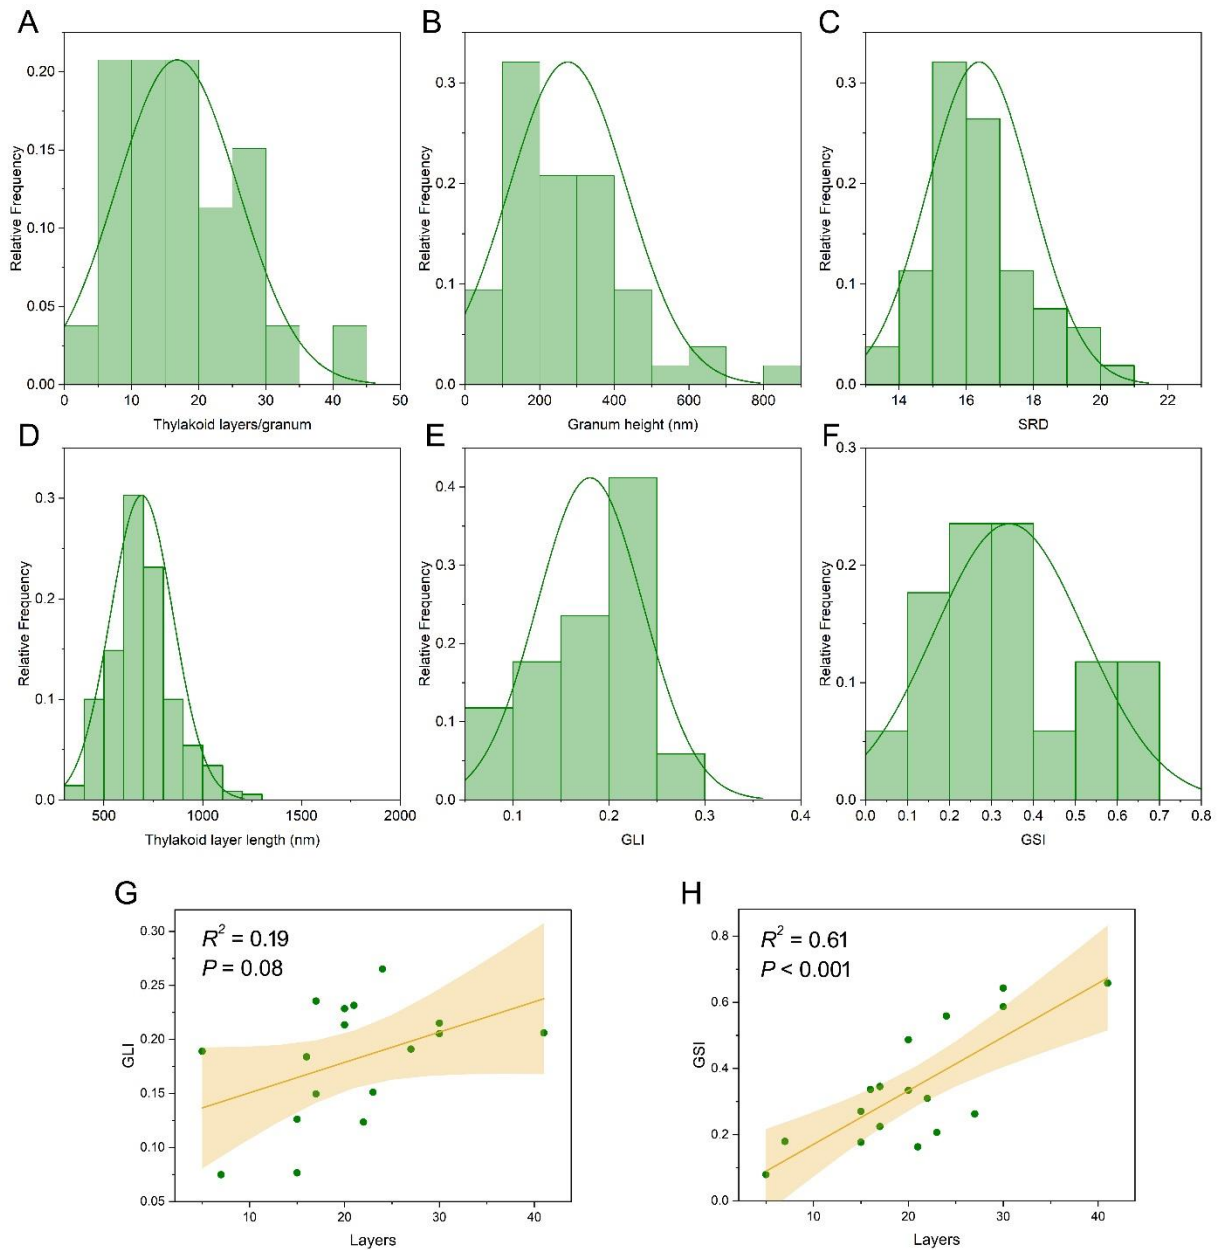 A
B
C
Relative Frequency
0.20
0.15
0.10
0.05
0.00
0 10 20 30 40 50
Thylakoid layers/granum
Relative Frequency
0.3
0.2
0.1
0.0
0 200 400 600 800
Granum height (nm)
Relative Frequency
0.3
0.2
0.1
0.0
14 16 18 20 22
SRD
D
E
F
Relative Frequency
0.3
0.2
0.1
0.0
500 1000 1500 2000
Thylakoid layer length (nm)
Relative Frequency
0.4
0.3
0.2
0.1
0.0
0.1 0.2 0.3 0.4
GLI
Relative Frequency
0.3
0.2
0.1
0.0
0.0 0.1 0.2 0.3 0.4 0.5 0.6 0.7 0.8
GSI
G
R² = 0.19
P = 0.08
GLI
0.30
0.25
0.20
0.15
0.10
0.05
10 20 30 40
Layers
H
R² = 0.61
P < 0.001
GSI
0.8
0.6
0.4
0.2
0.0
10 20 30 40
Layers